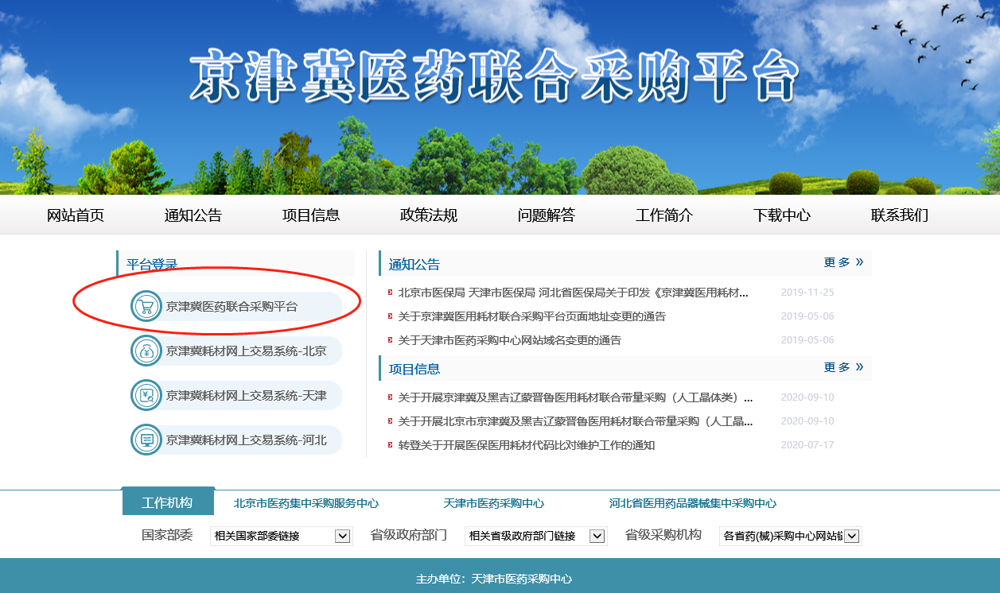 京津冀医药联合采购平台
网站首页 通知公告 项目信息 政策法规 问题解答 工作简介 下载中心 联系我们
平台登录
京津冀医药联合采购平台
京津冀耗材网上交易系统-北京
京津冀耗材网上交易系统-天津
京津冀耗材网上交易系统-河北
通知公告 更多 »
北京市医保局 天津市医保局 河北省医保局关于印发《京津冀医用耗材... 2019-11-25
关于京津冀医用耗材联合采购平台页面地址变更的通告 2019-05-06
关于天津市医药采购中心网站域名变更的通告 2019-05-06
项目信息 更多 »
关于开展京津冀及黑吉辽蒙晋鲁医用耗材联合带量采购（人工晶体类）... 2020-09-10
关于开展北京市京津冀及黑吉辽蒙晋鲁医用耗材联合带量采购（人工晶... 2020-09-10
转登关于开展医保医用耗材代码比对维护工作的通知 2020-07-17
工作机构 北京市医药集中采购服务中心 天津市医药采购中心 河北省医用药品器械集中采购中心
国家部委 相关国家部委链接 省级政府部门 相关省级政府部门链接 省级采购机构 各省药(械)采购中心网站
主办单位：天津市医药采购中心